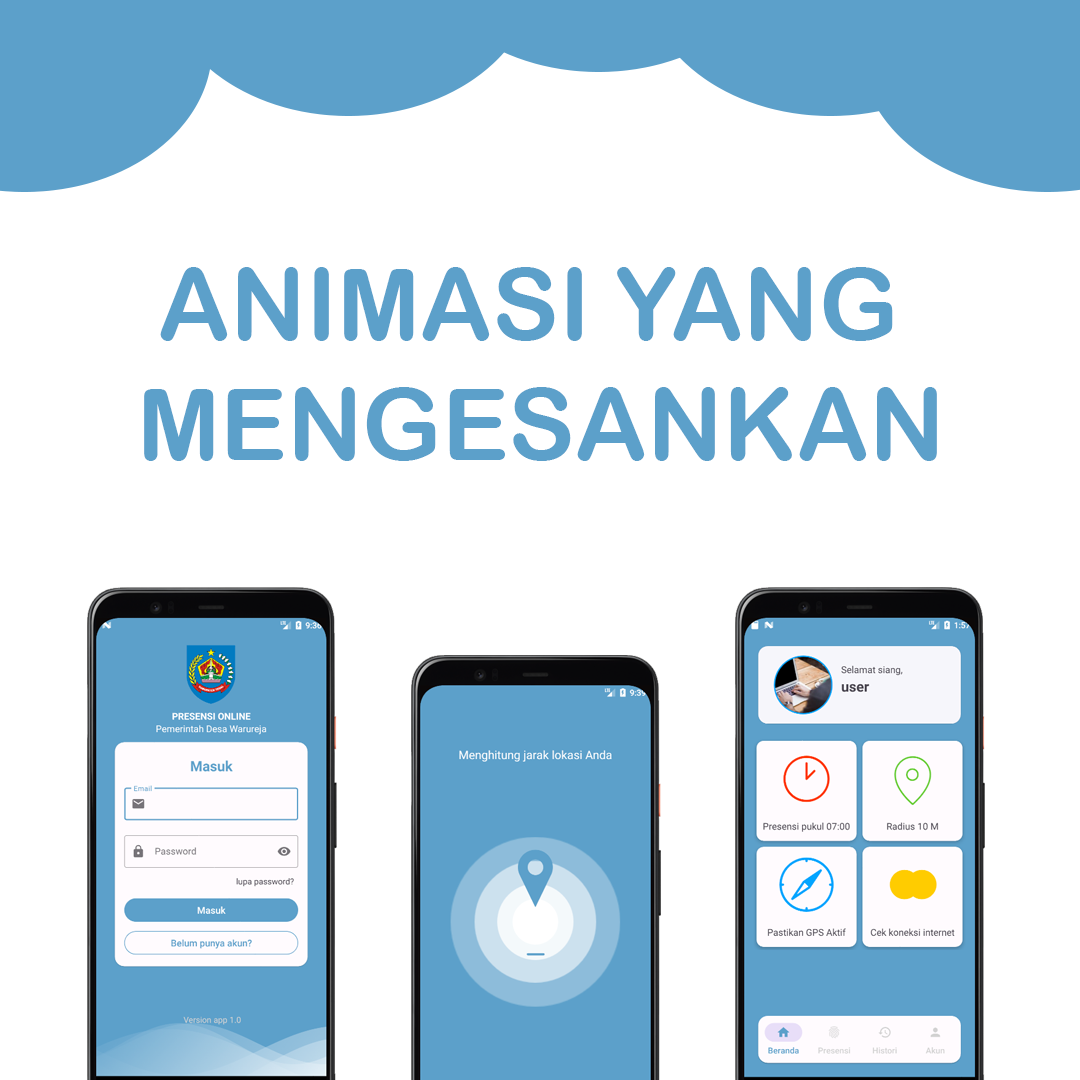 ANIMASI YANG
MENGESANKAN
PRESENSI ONLINE
Pemerintah Desa Warureja
Masuk
Email
Password
lupa password?
Masuk
Belum punya akun?
Version app 1.0
9:39
Menghitung jarak lokasi Anda
Selamat siang,
user
Presensi pukul 07:00
Radius 10 M
Pastikan GPS Aktif
Cek koneksi internet
Beranda
Presensi
Histori
Akun